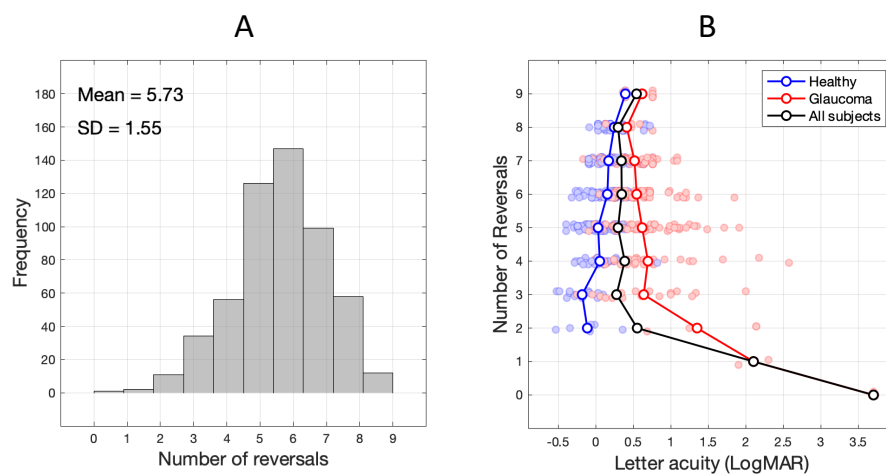 A
B
Mean = 5.73
SD = 1.55
Frequency
180
160
140
120
100
80
60
40
20
0
0 1 2 3 4 5 6 7 8 9
Number of reversals
Healthy
Glaucoma
All subjects
Number of Reversals
9
8
7
6
5
4
3
2
1
0
-0.5 0 0.5 1 1.5 2 2.5 3 3.5
Letter acuity (LogMAR)